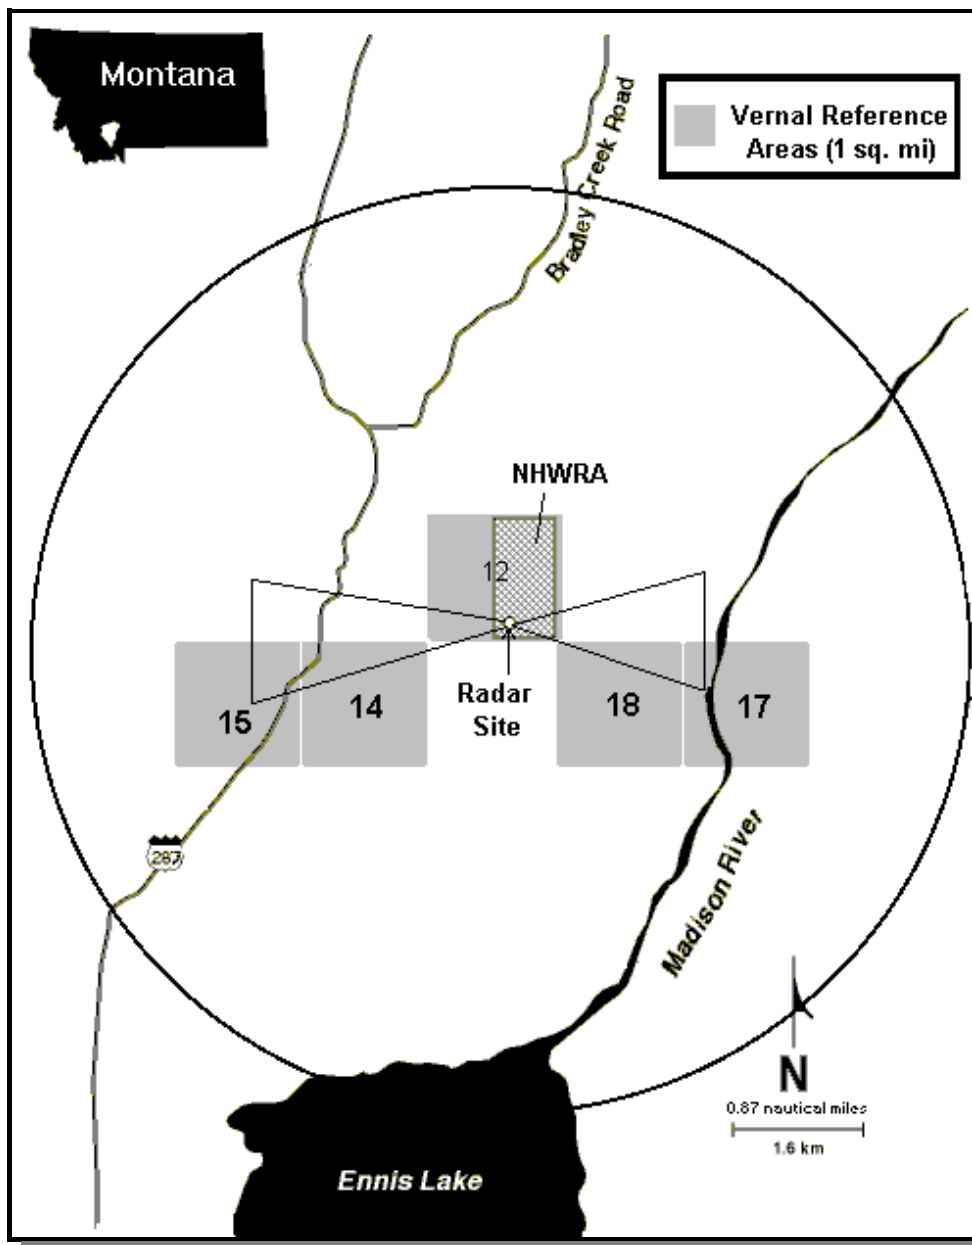 Montana
Vernal Reference
Areas (1 sq. mi)
Bradley Creek Road
NHWRA
12
15
14
Radar
Site
18
17
287
Madison River
N
0.87 nautical miles
1.6 km
Ennis Lake